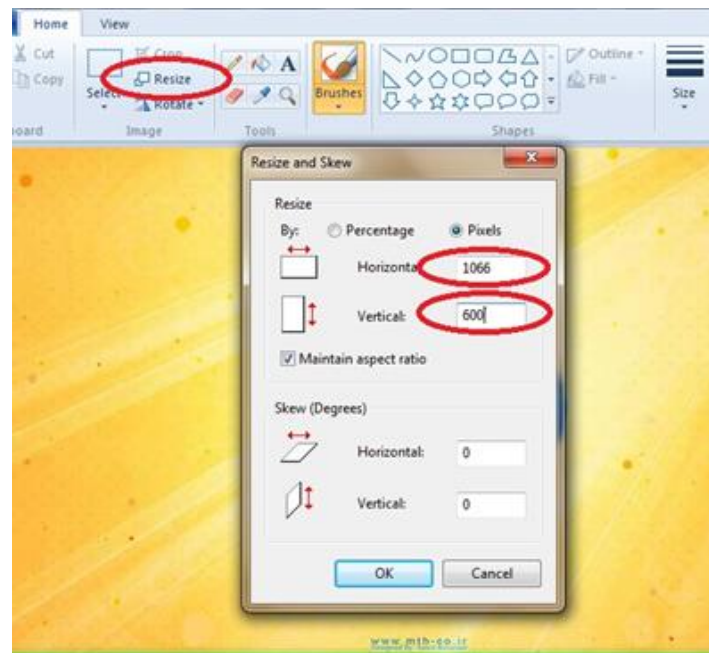 Home View
Cut
Copy
Select
Crop
Resize
Rotate
A
Brushes
Outline
Fill
Size
Image
Tools
Shapes
Resize and Skew
Resize
By: Percentage Pixels
Horizonta 1066
Vertical: 600
Maintain aspect ratio
Skew (Degrees)
Horizontal: 0
Vertical: 0
OK Cancel
www.mth-co.ir